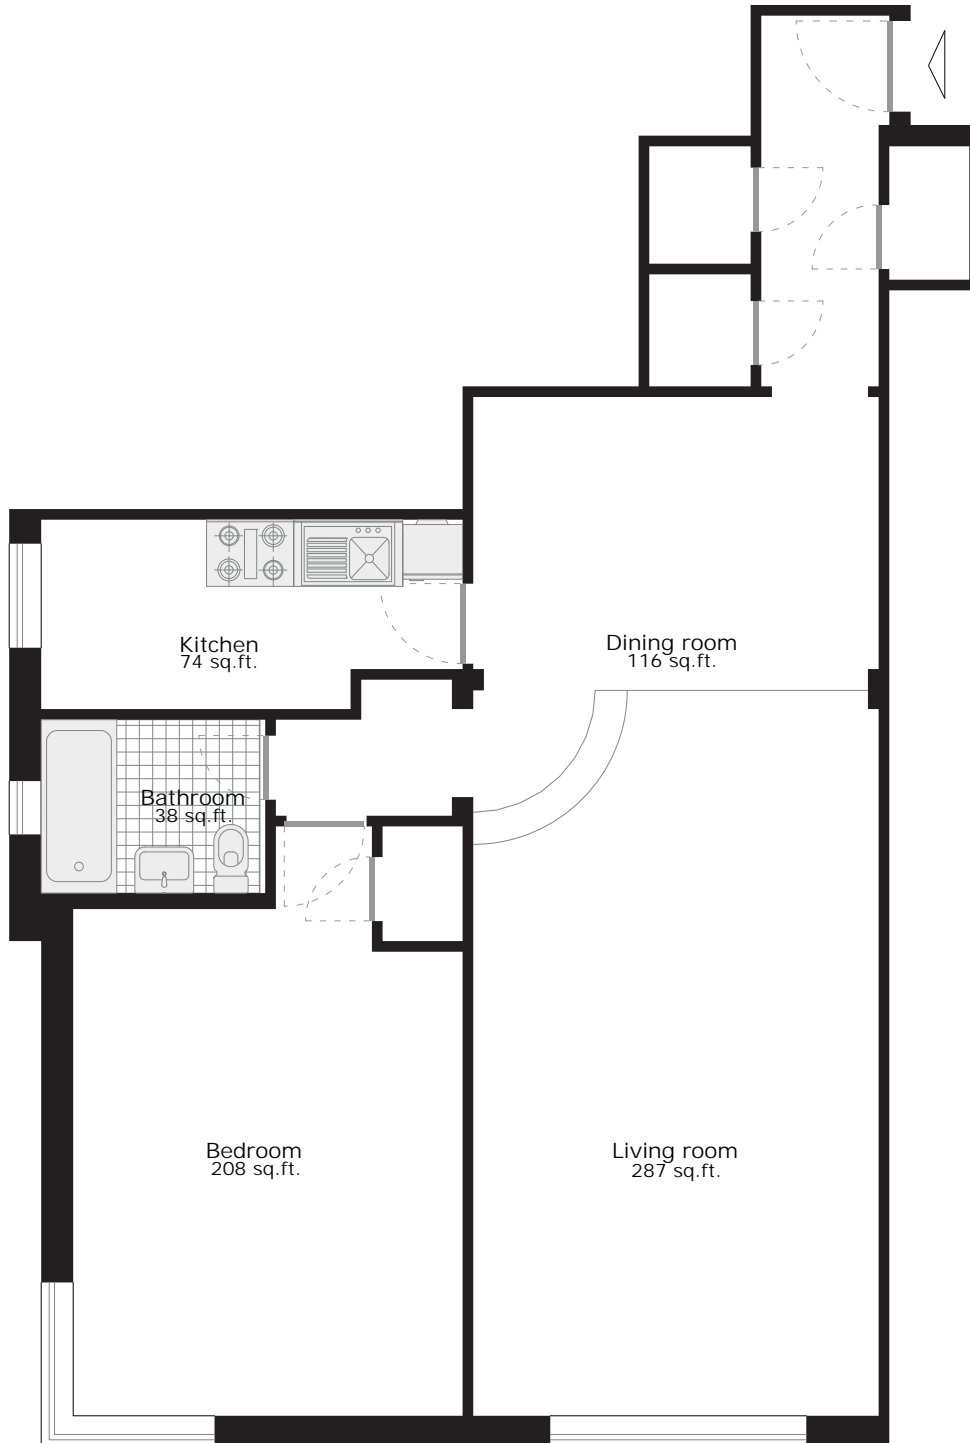 Kitchen
74 sq.ft.
Dining room
116 sq.ft.
Bathroom
38 sq.ft.
Bedroom
208 sq.ft.
Living room
287 sq.ft.